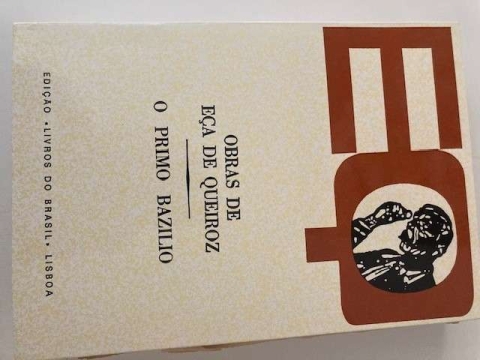 EQ
OBRAS DE
EÇA DE QUEIROZ
O PRIMO BAZILIO
EDIÇÃO • LIVROS DO BRASIL • LISBOA